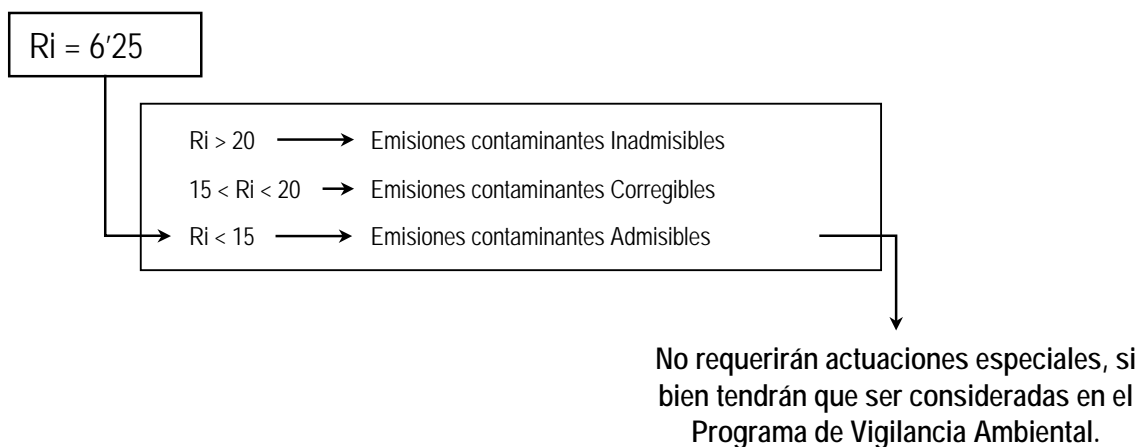 Ri = 6'25
Ri > 20 → Emisiones contaminantes Inadmisibles
15 < Ri < 20 → Emisiones contaminantes Corregibles
Ri < 15 → Emisiones contaminantes Admisibles
No requerirán actuaciones especiales, si
bien tendrán que ser consideradas en el
Programa de Vigilancia Ambiental.